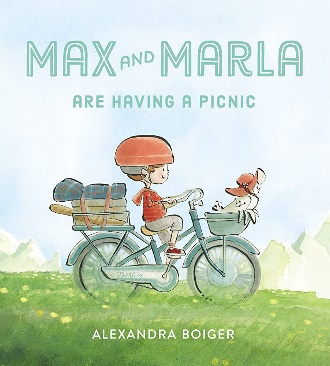 MAX AND MARLA
ARE HAVING A PICNIC
ALEXANDRA BOIGER